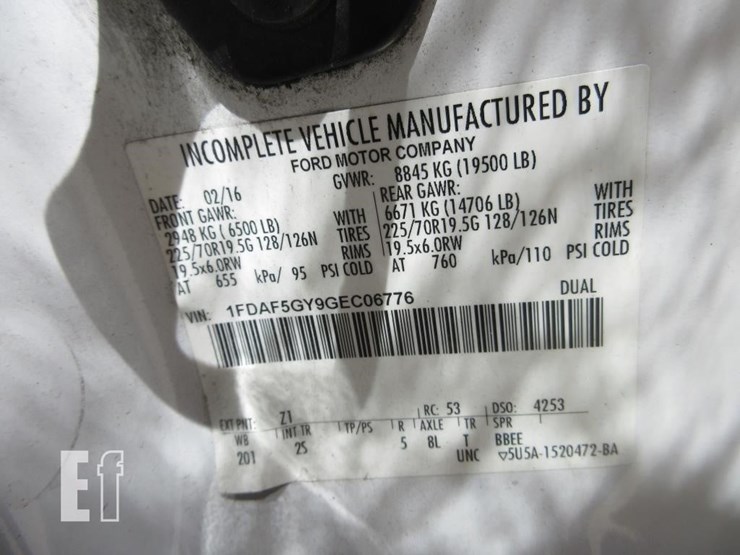 INCOMPLETE VEHICLE MANUFACTURED BY
FORD MOTOR COMPANY
DATE: 02/16 GVWR: 8845 KG (19500 LB)
FRONT GAWR: REAR GAWR:
2948 KG ( 6500 LB) WITH 6671 KG (14706 LB) WITH
225/70R19.5G 128/126N TIRES 225/70R19.5G 128/126N TIRES
19.5x6.0RW RIMS 19.5x6.0RW RIMS
AT 655 kPa/ 95 PSI COLD AT 760 kPa/110 PSI COLD
VIN: 1FDAF5GY9GEC06776 DUAL
EXT PNT: Z1 RC: 53 DSO: 4253
WB INT TR TP/PS R AXLE TR SPR
201 2S 5 8L T BBEE
UNC ▽5U5A-1520472-BA
Ef